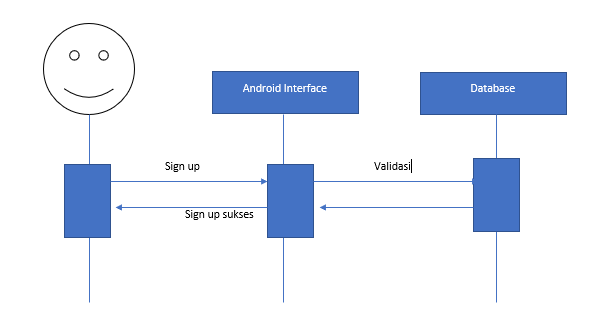 Android Interface
Database
Sign up
Validasi
Sign up sukses